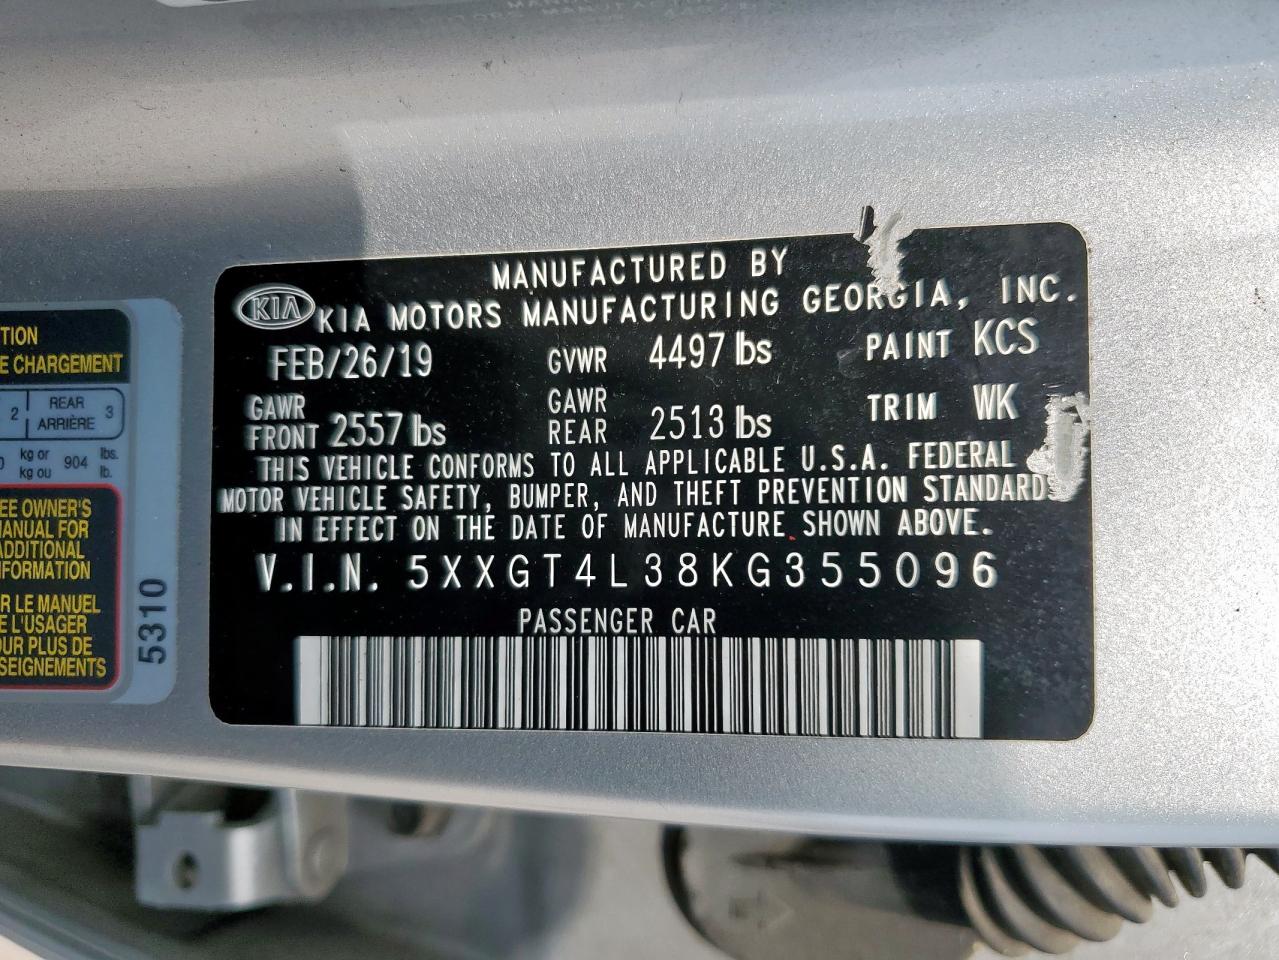 MANUFACTURED BY
KIA KIA MOTORS MANUFACTURING GEORGIA, INC.
FEB/26/19 GVWR 4497 lbs PAINT KCS
GAWR FRONT 2557 lbs GAWR REAR 2513 lbs TRIM WK
THIS VEHICLE CONFORMS TO ALL APPLICABLE U.S.A. FEDERAL
MOTOR VEHICLE SAFETY, BUMPER, AND THEFT PREVENTION STANDARDS
IN EFFECT ON THE DATE OF MANUFACTURE SHOWN ABOVE.
V.I.N. 5XXGT4L38KG355096
PASSENGER CAR
TION
E CHARGEMENT
2 REAR ARRIÈRE 3
0 kg or kg ou 904 lbs. lb.
EE OWNER'S
MANUAL FOR
ADDITIONAL
NFORMATION
R LE MANUEL
E L'USAGER
OUR PLUS DE
SEIGNEMENTS
5310